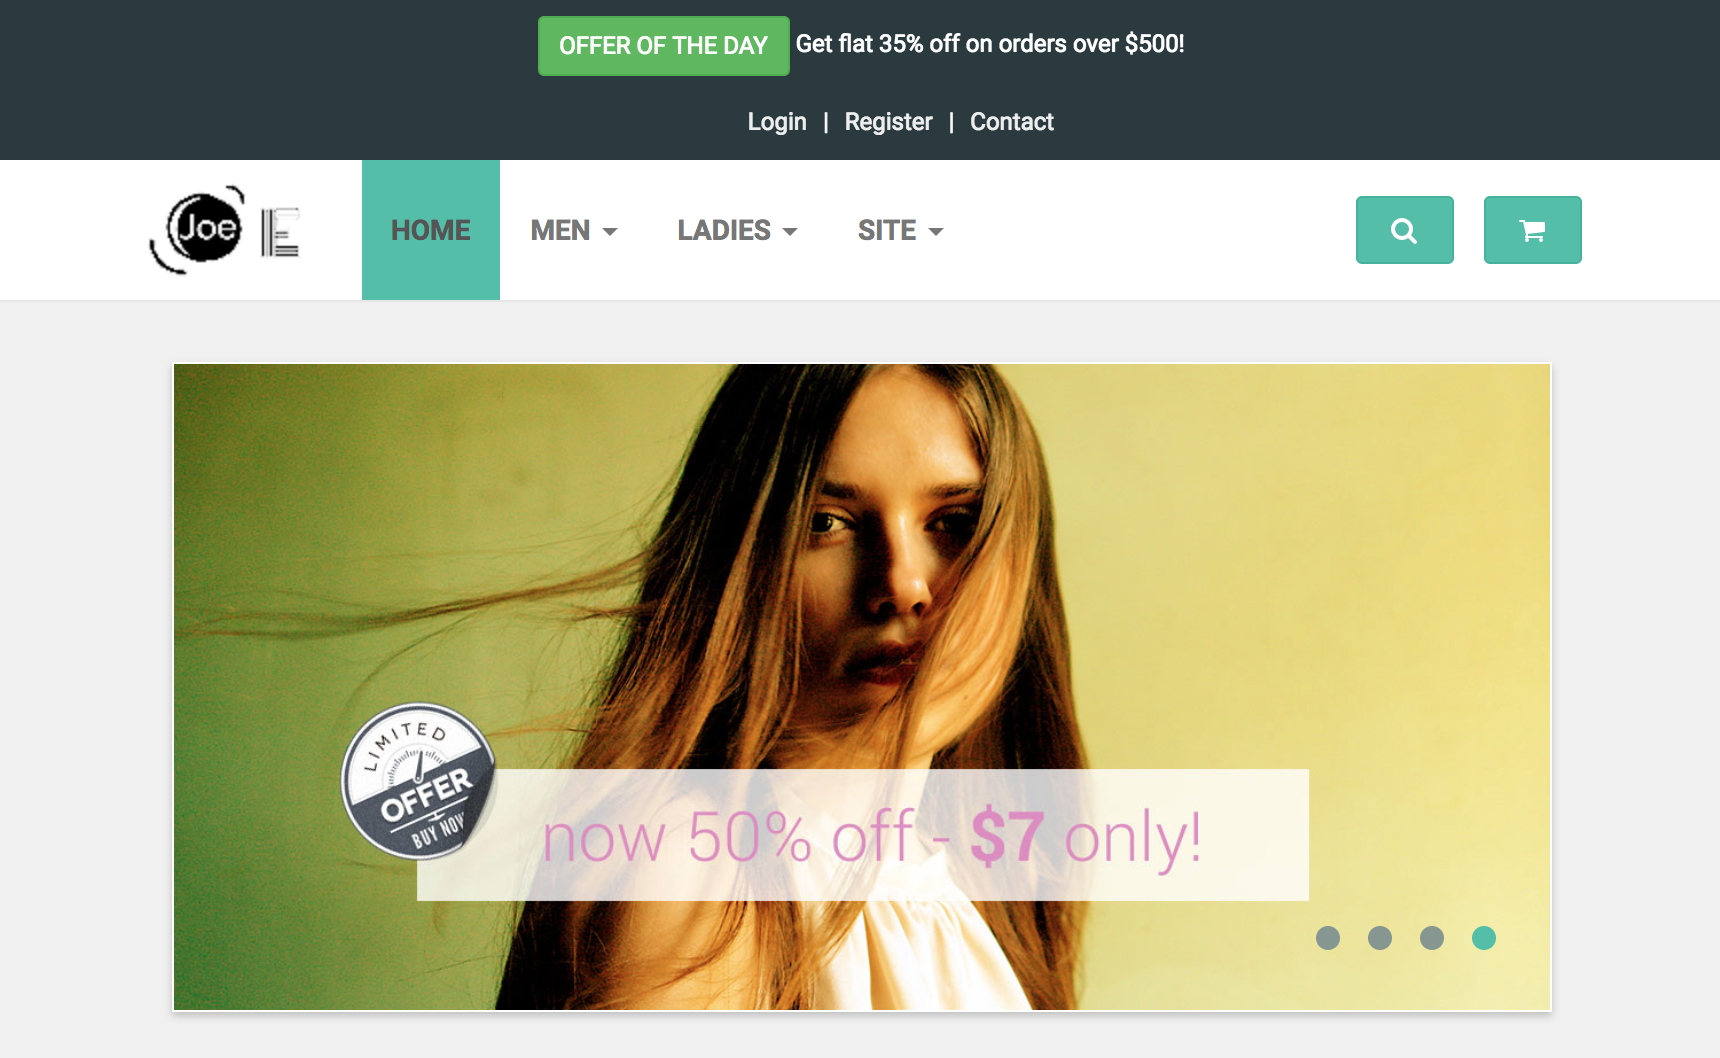 OFFER OF THE DAY Get flat 35% off on orders over $500!
Login | Register | Contact
Joe E HOME MEN LADIES SITE
LIMITED
OFFER
BUY NOW
now 50% off - $7 only!